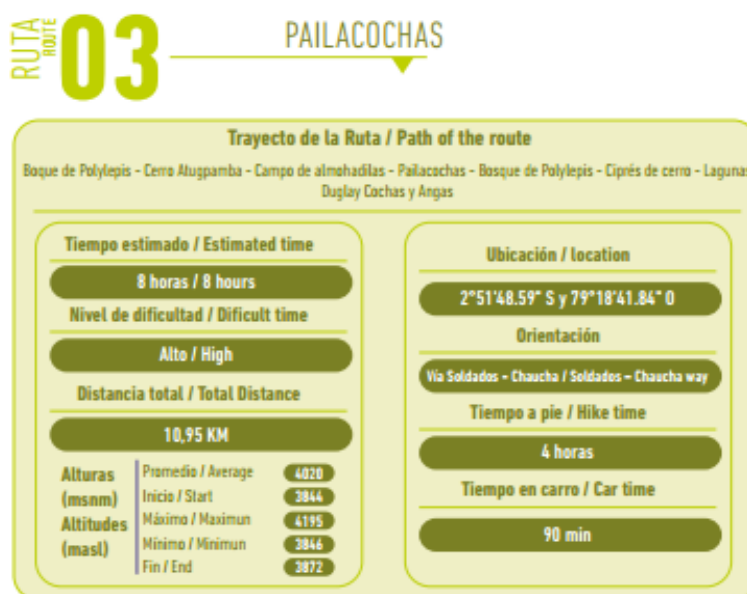 RUTA
ROUTE
03
PAILACOCHAS
Trayecto de la Ruta / Path of the route
Boque de Polylepis - Cerro Atugpamba - Campo de almohadilas - Pailacochas - Bosque de Polylepis - Ciprés de cerro - Lagunas
Duglay Cochas y Angas
Tiempo estimado / Estimated time
8 horas / 8 hours
Nivel de dificultad / Dificult time
Alto / High
Distancia total / Total Distance
10,95 KM
Alturas
(msnm)
Altitudes
(masl)
Promedio / Average 4020
Inicio / Start 3844
Máximo / Maximun 4195
Mínimo / Minimun 3846
Fin / End 3872
Ubicación / location
2°51'48.59" S y 79°18'41.84" O
Orientación
Vía Soldados - Chaucha / Soldados - Chaucha way
Tiempo a pie / Hike time
4 horas
Tiempo en carro / Car time
90 min